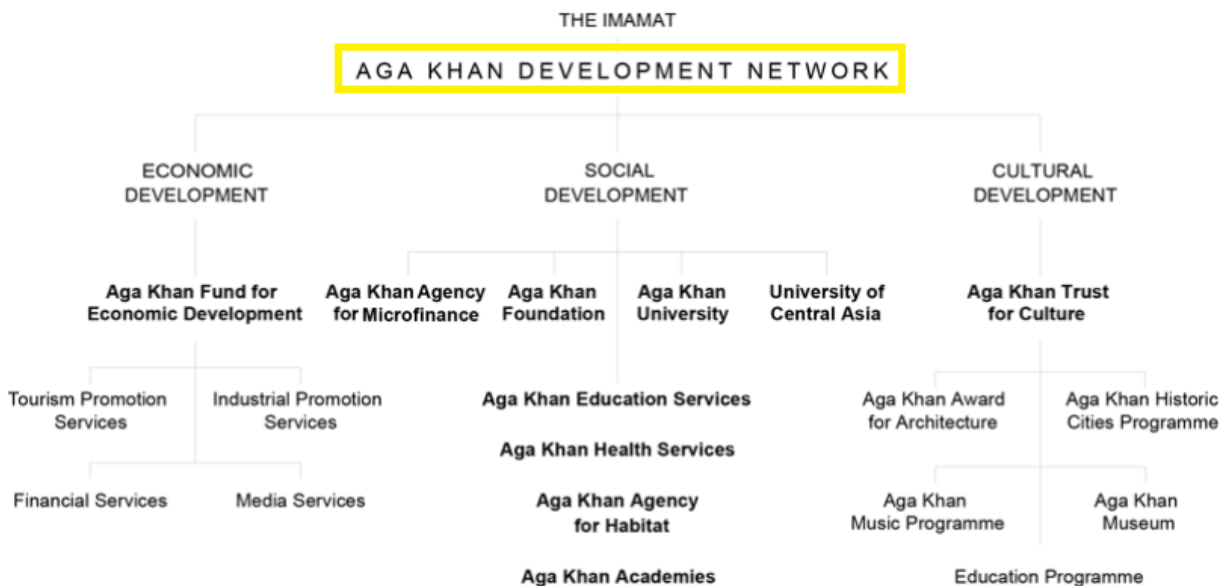 THE IMAMAT
AGA KHAN DEVELOPMENT NETWORK
ECONOMIC
DEVELOPMENT
SOCIAL
DEVELOPMENT
CULTURAL
DEVELOPMENT
Aga Khan Fund for
Economic Development
Aga Khan Agency
for Microfinance
Aga Khan
Foundation
Aga Khan
University
University of
Central Asia
Aga Khan Trust
for Culture
Tourism Promotion
Services
Industrial Promotion
Services
Financial Services
Media Services
Aga Khan Education Services
Aga Khan Health Services
Aga Khan Agency
for Habitat
Aga Khan Academies
Aga Khan Award
for Architecture
Aga Khan Historic
Cities Programme
Aga Khan
Music Programme
Aga Khan
Museum
Education Programme